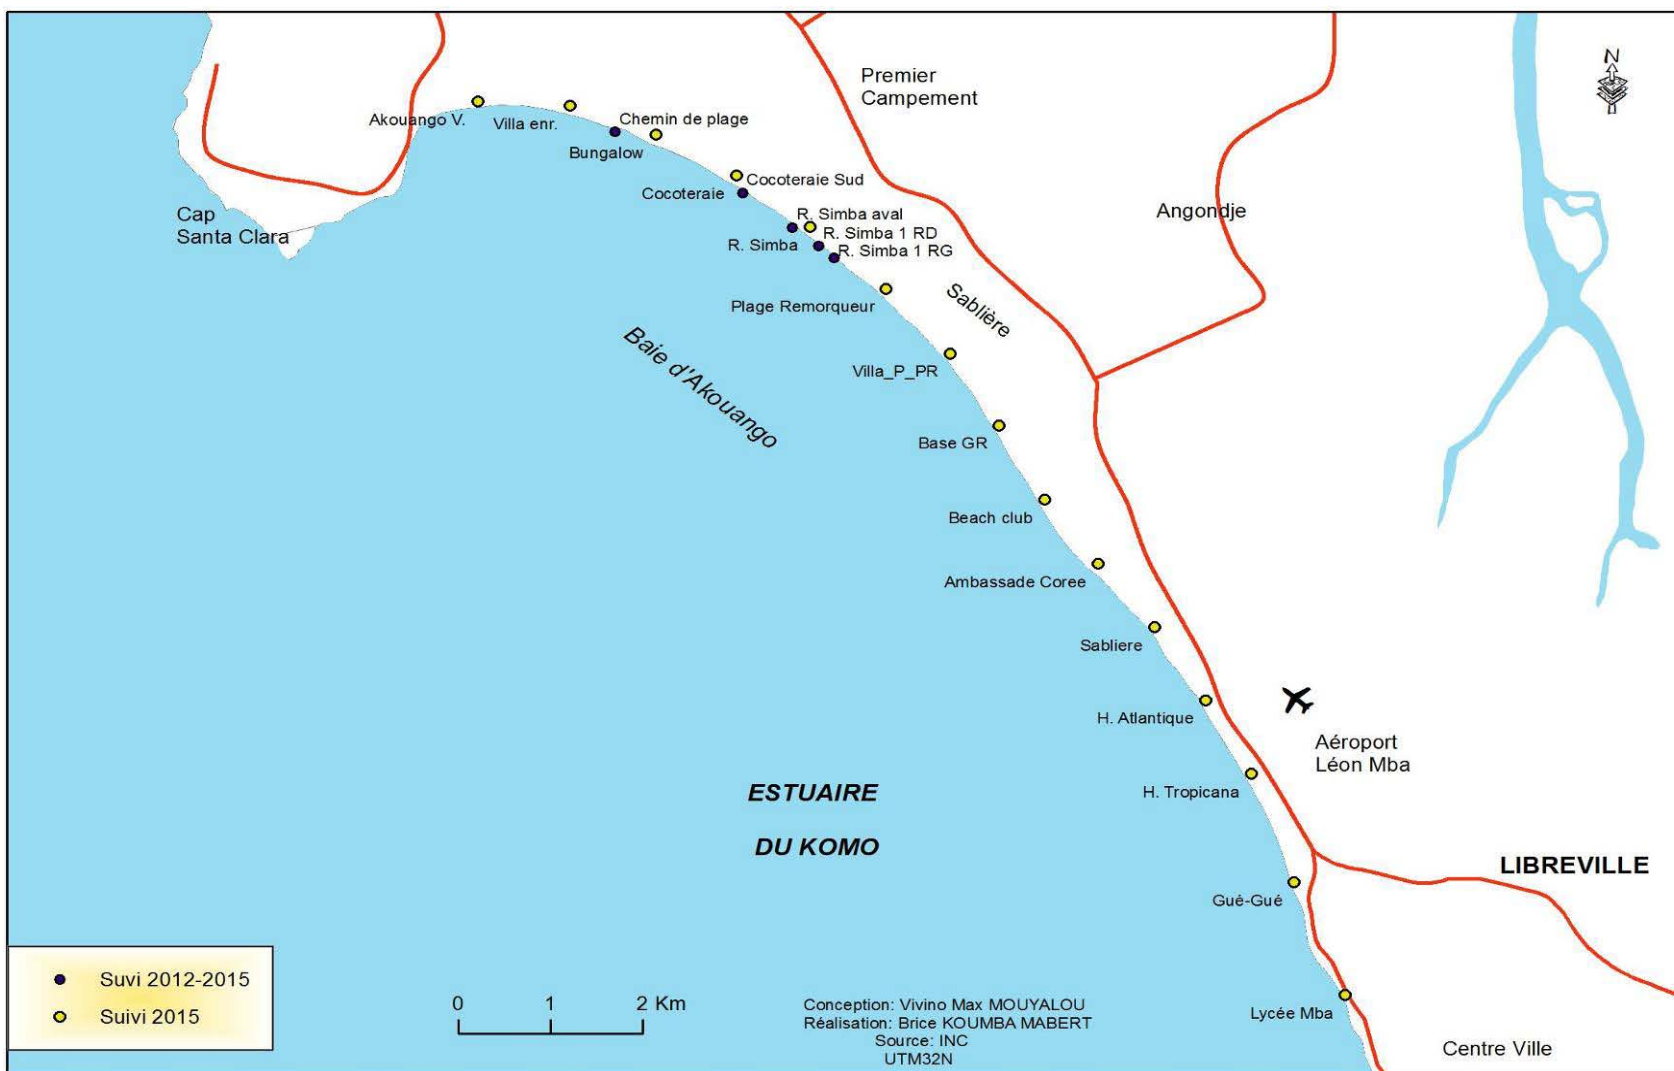 N
Premier
Campement
Akouango V.
Villa enr.
Chemin de plage
Bungalow
Cocoteraie Sud
Cocoteraie
Cap
Santa Clara
Angondje
R. Simba aval
R. Simba 1 RD
R. Simba
R. Simba 1 RG
Plage Remorqueur
Sablière
Baie d'Akouango
Villa_P_PR
Base GR
Beach club
Ambassade Coree
Sabliere
H. Atlantique
Aéroport
Léon Mba
H. Tropicana
ESTUAIRE
DU KOMO
LIBREVILLE
Gué-Gué
Lycée Mba
Centre Ville
Suvi 2012-2015
Suivi 2015
0 1 2 Km
Conception: Vivino Max MOUYALOU
Réalisation: Brice KOUMBA MABERT
Source: INC
UTM32N